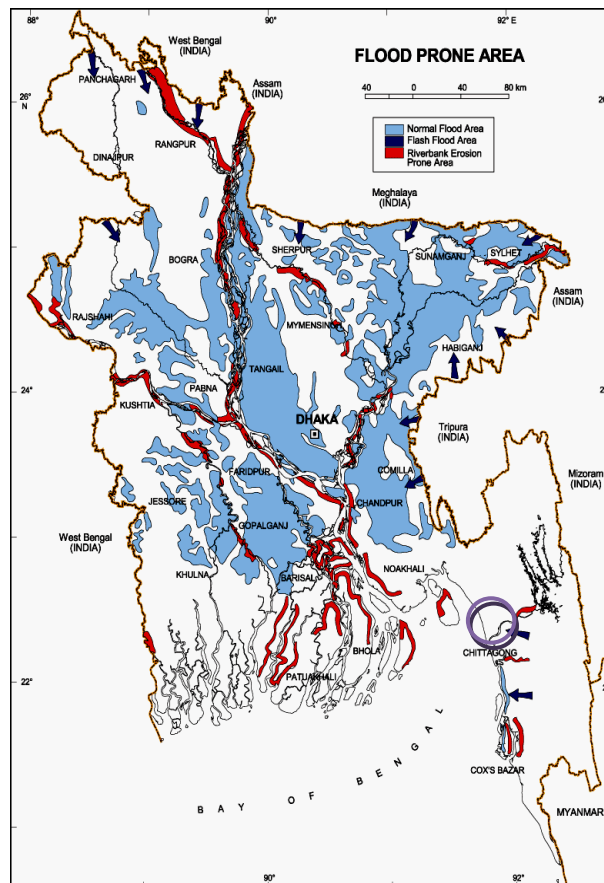 88°
90°
92° E
West Bengal
(INDIA)
FLOOD PRONE AREA
PANCHAGARH
Assam
(INDIA)
40 0 40 80 km
26°
N
Normal Flood Area
Flash Flood Area
Riverbank Erosion
Prone Area
RANGPUR
DINAJPUR
Meghalaya
(INDIA)
SHERPUR
SUNAMGANJ
SYLHET
BOGRA
Assam
(INDIA)
RAJSHAHI
MYMENSINGH
HABIGANJ
TANGAIL
24°
PABNA
KUSHTIA
DHAKA
Tripura
(INDIA)
FARIDPUR
COMILLA
Mizoram
(INDIA)
JESSORE
CHANDPUR
GOPALGANJ
West Bengal
(INDIA)
KHULNA
BARISAL
NOAKHALI
BHOLA
CHITTAGONG
PATUAKHALI
22°
COX'S BAZAR
BAY OF BENGAL
MYANMAR
90°
92°